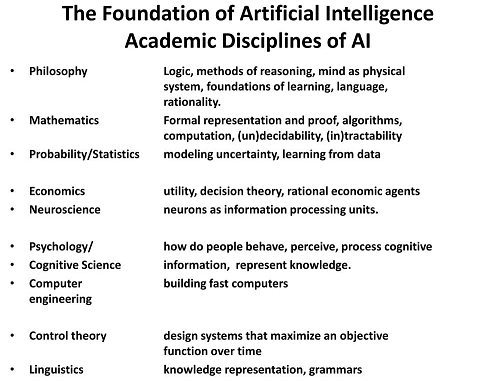 The Foundation of Artificial Intelligence
Academic Disciplines of AI
• Philosophy Logic, methods of reasoning, mind as physical
system, foundations of learning, language,
rationality.
• Mathematics Formal representation and proof, algorithms,
computation, (un)decidability, (in)tractability
• Probability/Statistics modeling uncertainty, learning from data
• Economics utility, decision theory, rational economic agents
• Neuroscience neurons as information processing units.
• Psychology/ how do people behave, perceive, process cognitive
• Cognitive Science information, represent knowledge.
• Computer building fast computers
engineering
• Control theory design systems that maximize an objective
function over time
• Linguistics knowledge representation, grammars